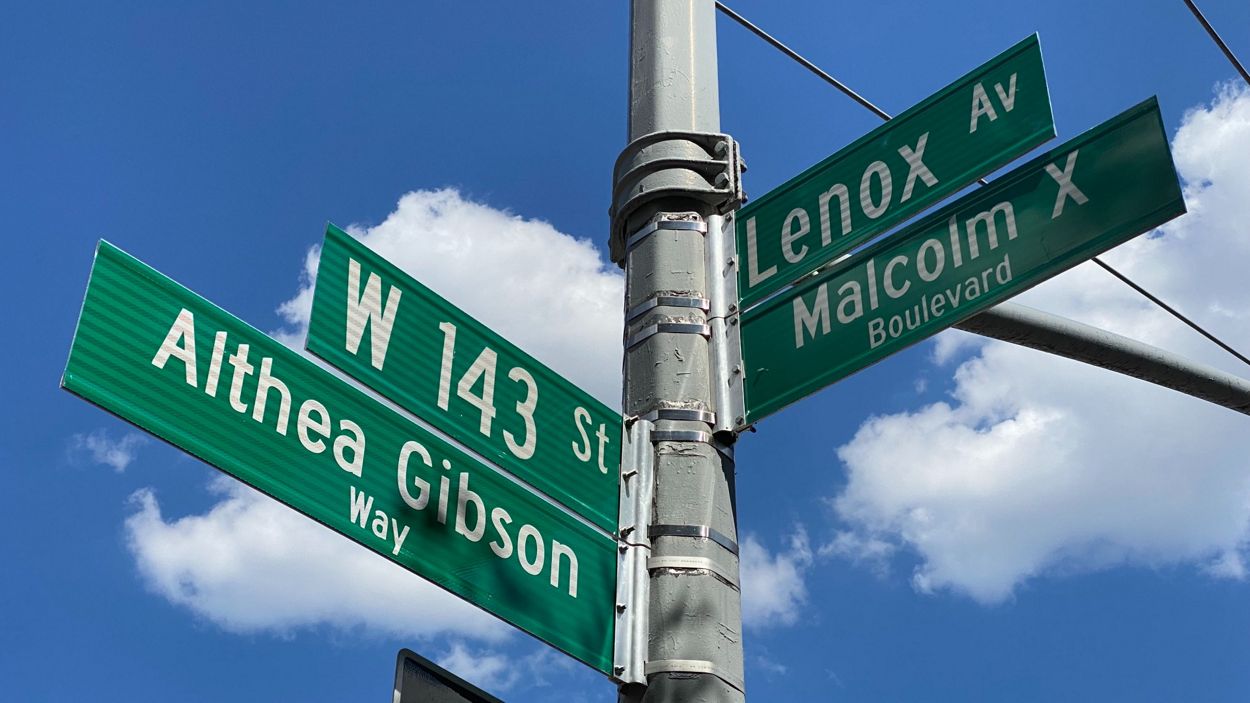 W 143 St
Althea Gibson
Way
Lenox Av
Malcolm X
Boulevard